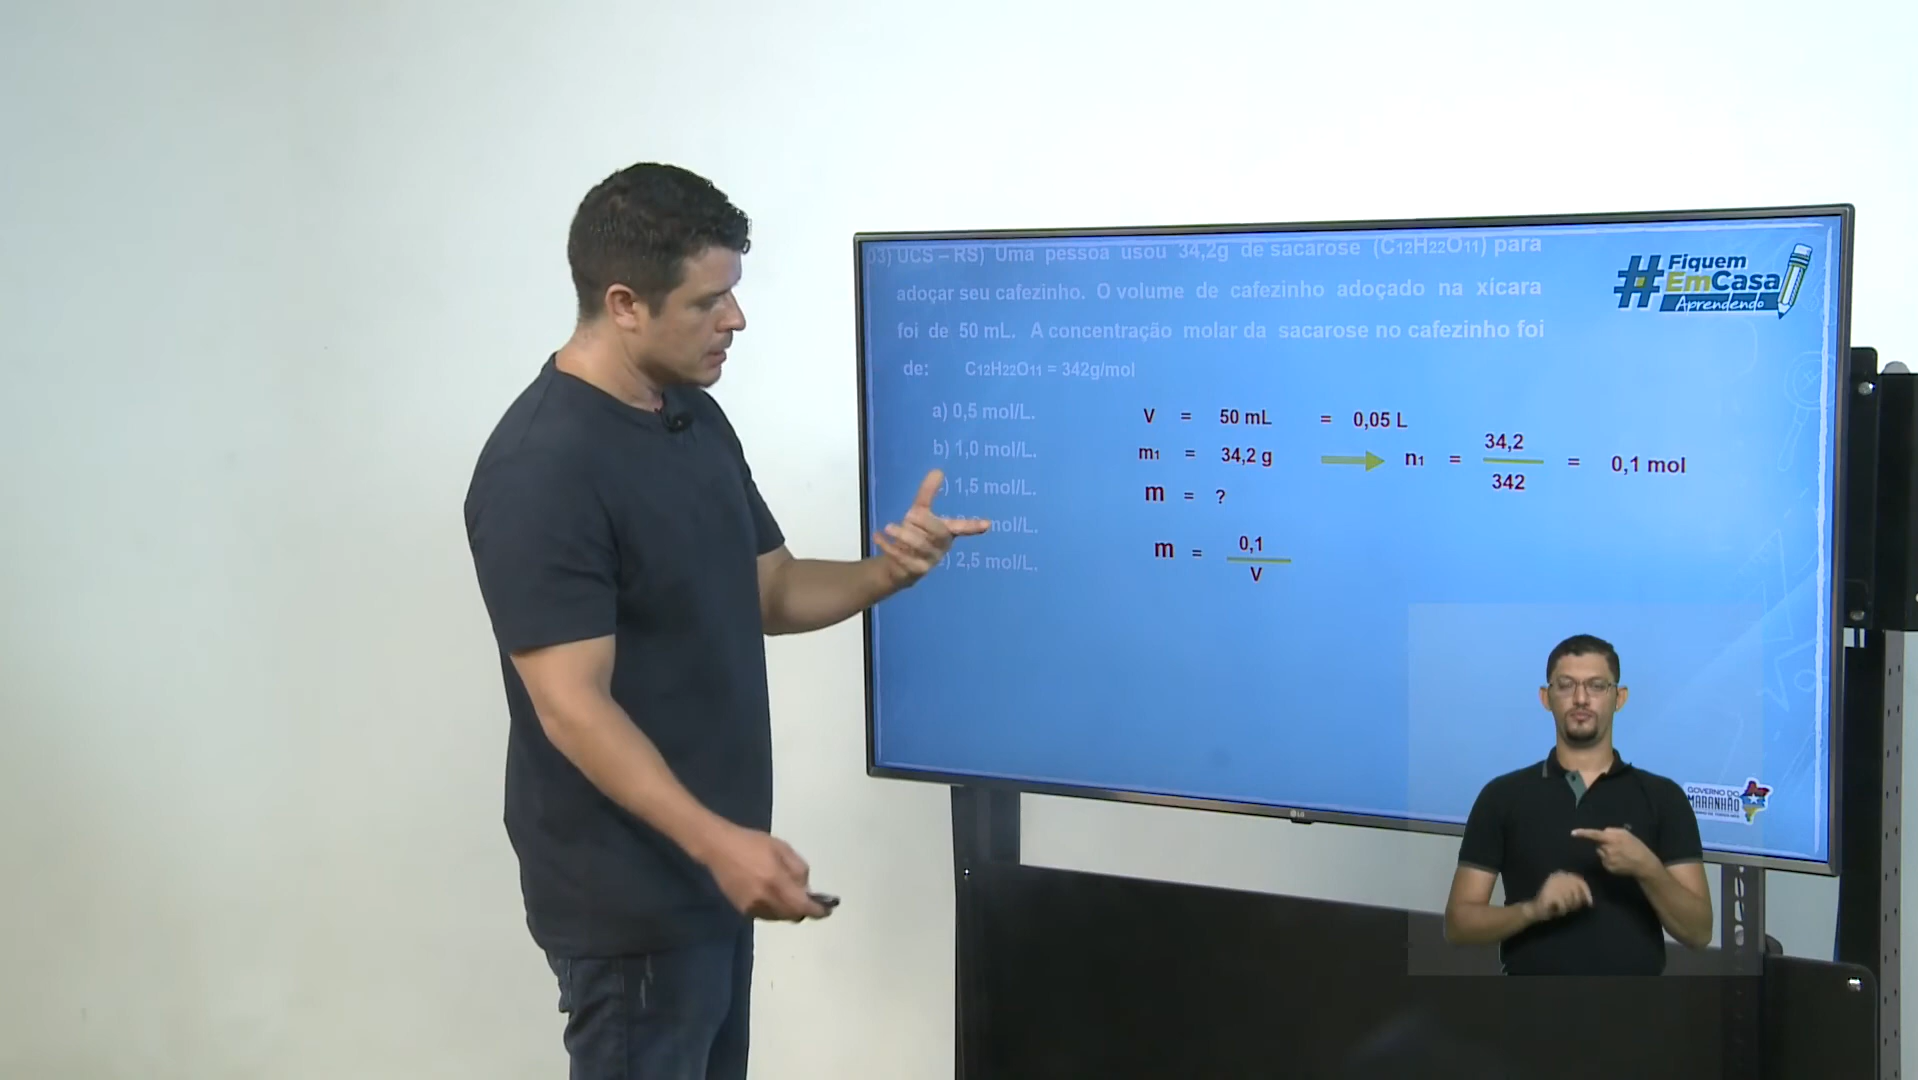 03) UCS – RS) Uma pessoa usou 34,2g de sacarose (C12H22O11) para
adoçar seu cafezinho. O volume de cafezinho adoçado na xícara
foi de 50 mL. A concentração molar da sacarose no cafezinho foi
de: C12H22O11 = 342g/mol
a) 0,5 mol/L.
b) 1,0 mol/L.
) 1,5 mol/L.
mol/L.
) 2,5 mol/L.
V = 50 mL = 0,05 L
m1 = 34,2 g n1 = 34,2 / 342 = 0,1 mol
m = ?
m = 0,1 / V
#Fiquem
EmCasa
Aprendendo
GOVERNO DO
MARANHÃO
LG